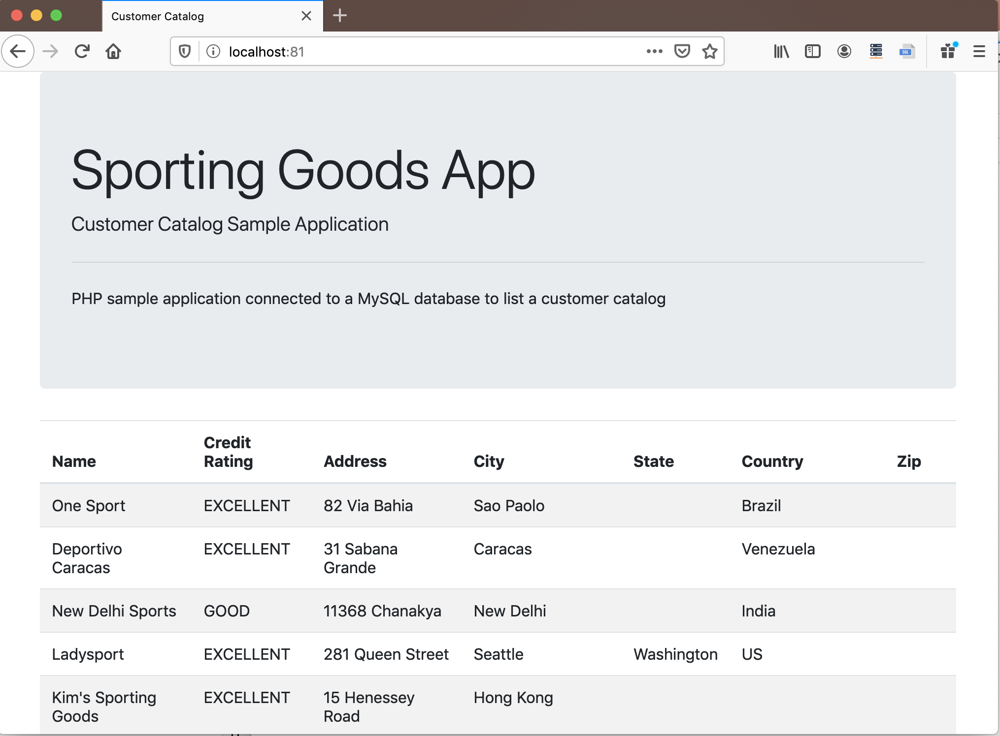 Customer Catalog
localhost:81
SQL
Sporting Goods App
Customer Catalog Sample Application
PHP sample application connected to a MySQL database to list a customer catalog
Name Credit Rating Address City State Country Zip
One Sport EXCELLENT 82 Via Bahia Sao Paolo Brazil
Deportivo Caracas EXCELLENT 31 Sabana Grande Caracas Venezuela
New Delhi Sports GOOD 11368 Chanakya New Delhi India
Ladysport EXCELLENT 281 Queen Street Seattle Washington US
Kim's Sporting Goods EXCELLENT 15 Henessey Road Hong Kong